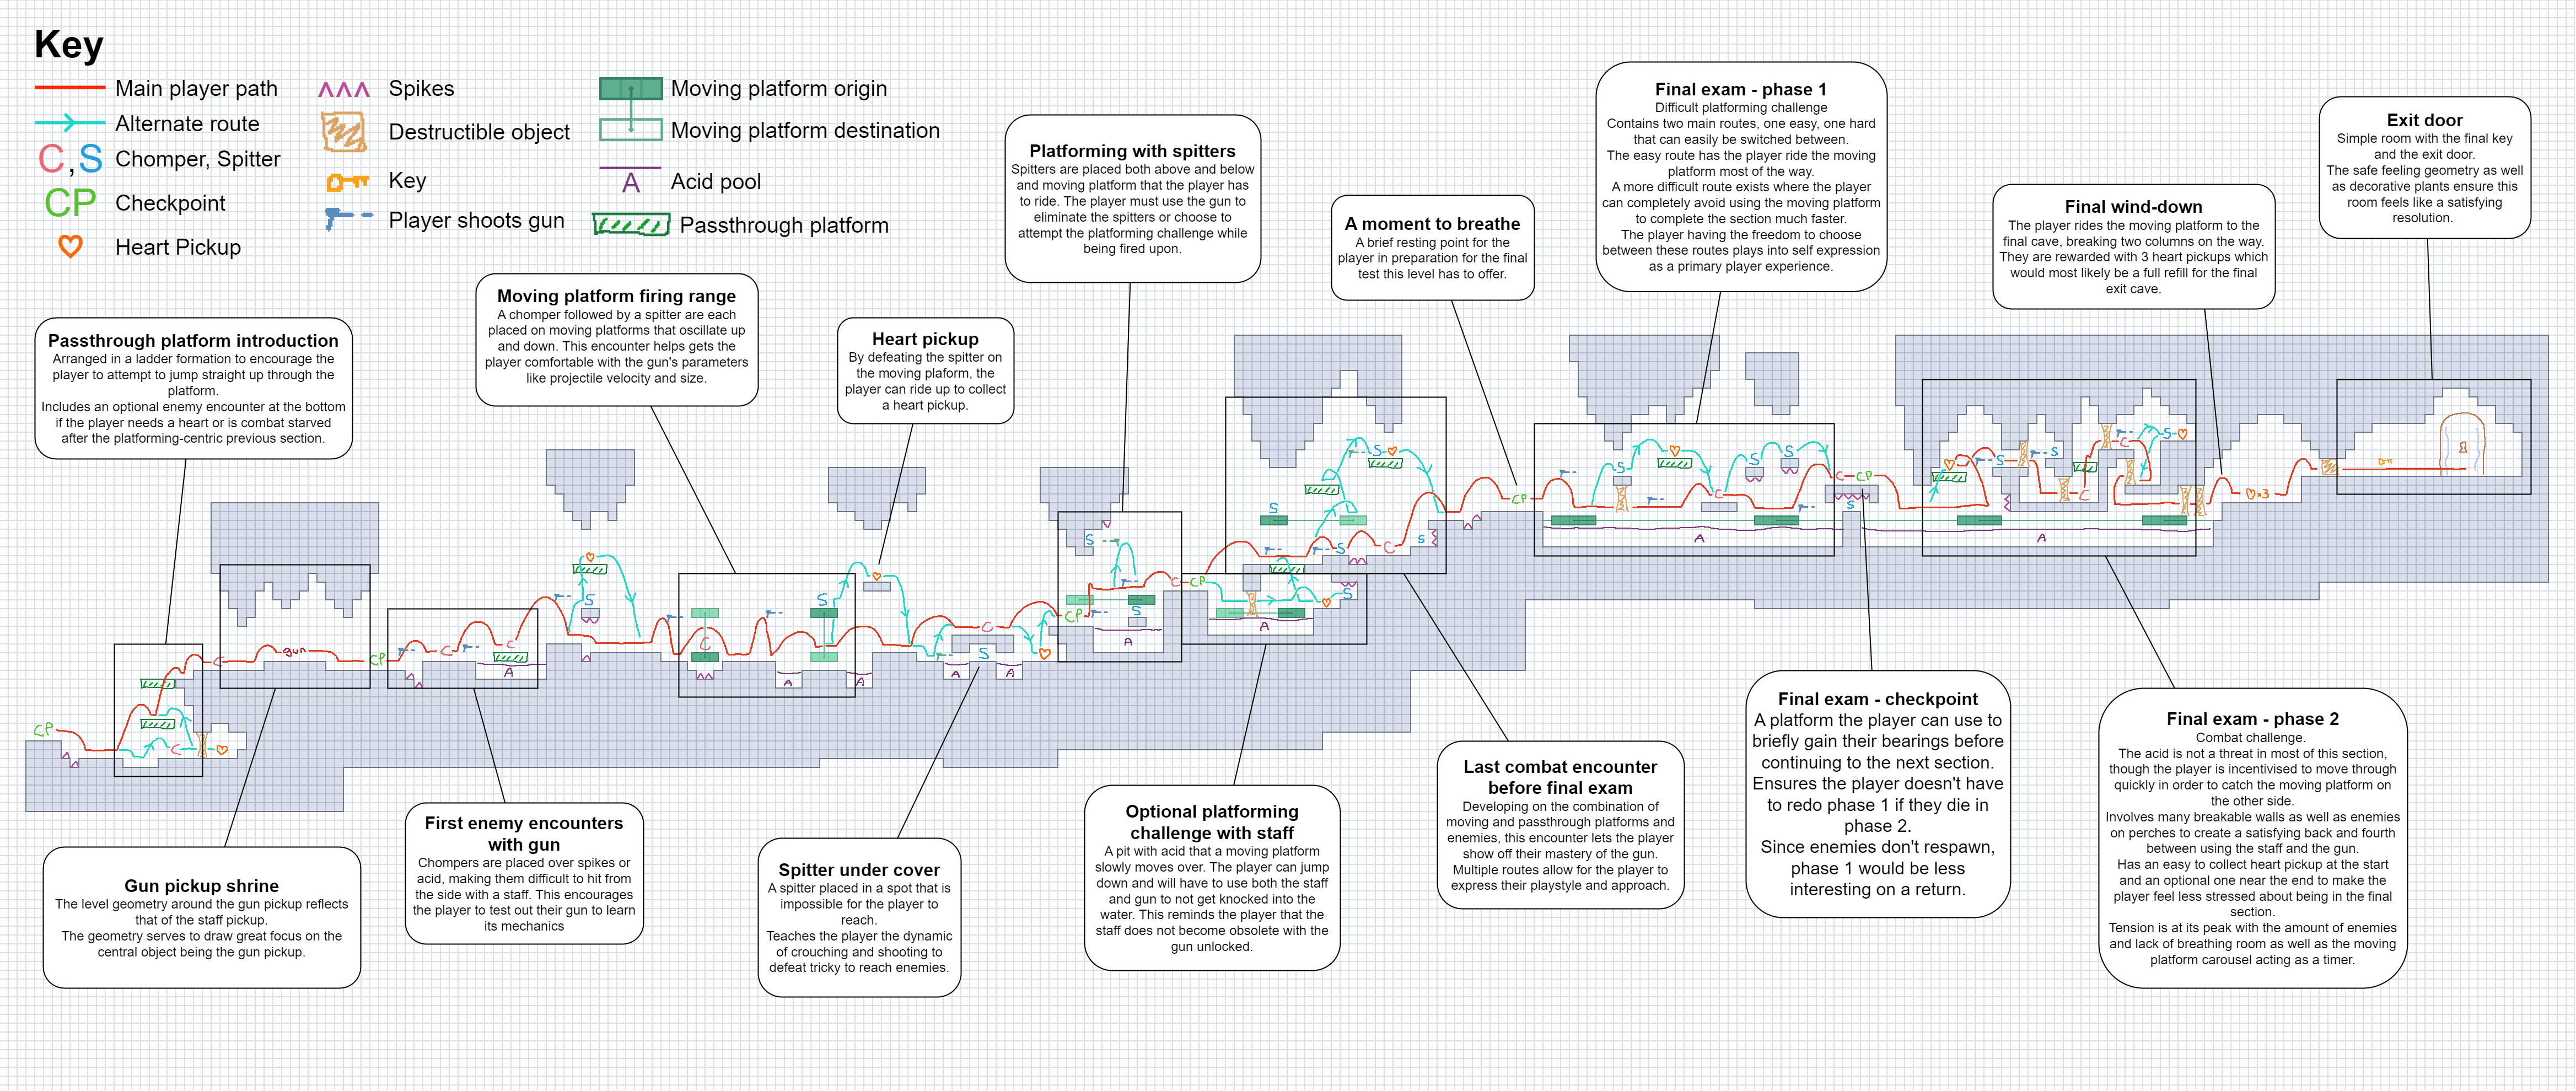 Key
Main player path
Alternate route
C,S Chomper, Spitter
CP Checkpoint
Heart Pickup
Spikes
Destructible object
Key
Player shoots gun
Moving platform origin
Moving platform destination
A Acid pool
Passthrough platform
Passthrough platform introduction
Arranged in a ladder formation to encourage the
player to attempt to jump straight up through the
platform.
Includes an optional enemy encounter at the bottom
if the player needs a heart or is combat starved
after the platforming-centric previous section.
Moving platform firing range
A chomper followed by a spitter are each
placed on moving platforms that oscillate up
and down. This encounter helps gets the
player comfortable with the gun's parameters
like projectile velocity and size.
Heart pickup
By defeating the spitter on
the moving plaform, the
player can ride up to collect
a heart pickup.
Platforming with spitters
Spitters are placed both above and below
and moving platform that the player has
to ride. The player must use the gun to
eliminate the spitters or choose to
attempt the platforming challenge while
being fired upon.
A moment to breathe
A brief resting point for the
player in preparation for the final
test this level has to offer.
Final exam - phase 1
Difficult platforming challenge
Contains two main routes, one easy, one hard
that can easily be switched between.
The easy route has the player ride the moving
platform most of the way.
A more difficult route exists where the player
can completely avoid using the moving platform
to complete the section much faster.
The player having the freedom to choose
between these routes plays into self expression
as a primary player experience.
Final wind-down
The player rides the moving platform to the
final cave, breaking two columns on the way.
They are rewarded with 3 heart pickups which
would most likely be a full refill for the final
exit cave.
Exit door
Simple room with the final key
and the exit door.
The safe feeling geometry as well
as decorative plants ensure this
room feels like a satisfying
resolution.
CP
C
C
gun
CP
C
C
A
S
C
S
A
A
C
S
A
A
CP
S
S
A
C
CP
S
A
S
S
S
C
S
S
CP
S
C
S
S
A
C
CP
S
S
S
C
C
S
A
x3
Gun pickup shrine
The level geometry around the gun pickup reflects
that of the staff pickup.
The geometry serves to draw great focus on the
central object being the gun pickup.
First enemy encounters
with gun
Chompers are placed over spikes or
acid, making them difficult to hit from
the side with a staff. This encourages
the player to test out their gun to learn
its mechanics
Spitter under cover
A spitter placed in a spot that is
impossible for the player to
reach.
Teaches the player the dynamic
of crouching and shooting to
defeat tricky to reach enemies.
Optional platforming
challenge with staff
A pit with acid that a moving platform
slowly moves over. The player can jump
down and will have to use both the staff
and gun to not get knocked into the
water. This reminds the player that the
staff does not become obsolete with the
gun unlocked.
Last combat encounter
before final exam
Developing on the combination of
moving and passthrough platforms and
enemies, this encounter lets the player
show off their mastery of the gun.
Multiple routes allow for the player to
express their playstyle and approach.
Final exam - checkpoint
A platform the player can use to
briefly gain their bearings before
continuing to the next section.
Ensures the player doesn't have
to redo phase 1 if they die in
phase 2.
Since enemies don't respawn,
phase 1 would be less
interesting on a return.
Final exam - phase 2
Combat challenge.
The acid is not a threat in most of this section,
though the player is incentivised to move through
quickly in order to catch the moving platform on
the other side.
Involves many breakable walls as well as enemies
on perches to create a satisfying back and fourth
between using the staff and the gun.
Has an easy to collect heart pickup at the start
and an optional one near the end to make the
player feel less stressed about being in the final
section.
Tension is at its peak with the amount of enemies
and lack of breathing room as well as the moving
platform carousel acting as a timer.